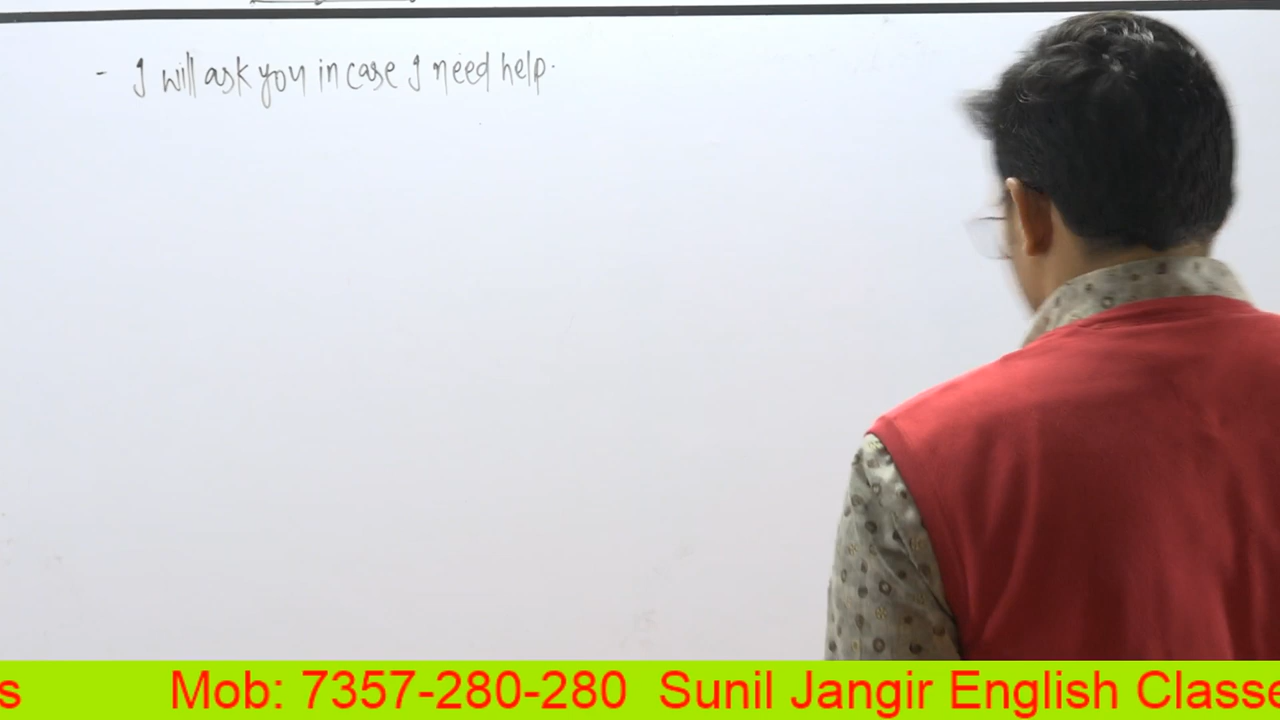 - I will ask you in case I need help.
s Mob: 7357-280-280 Sunil Jangir English Classe